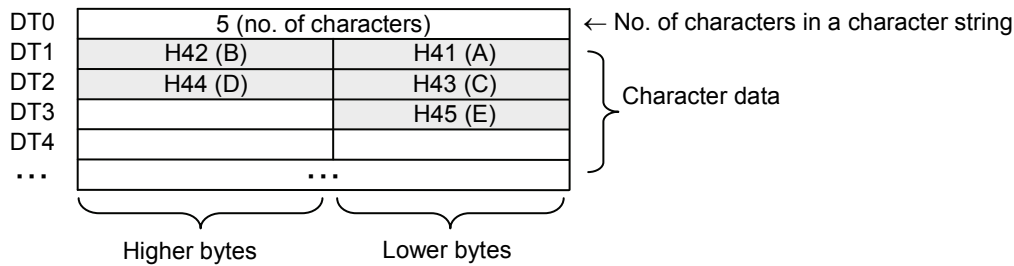 DT0 5 (no. of characters) ← No. of characters in a character string
DT1 H42 (B) H41 (A)
DT2 H44 (D) H43 (C)
Character data
DT3 H45 (E)
DT4
... ...
Higher bytes Lower bytes